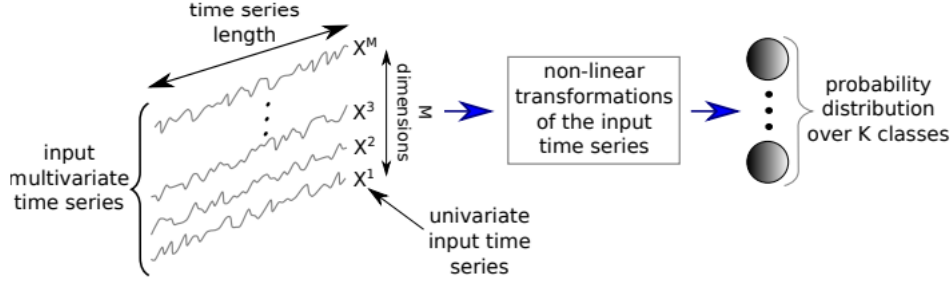 time series
length
X^M
X^3
X^2
X^1
M
dimensions
input
multivariate
time series
univariate
input time
series
non-linear
transformations
of the input
time series
probability
distribution
over K classes